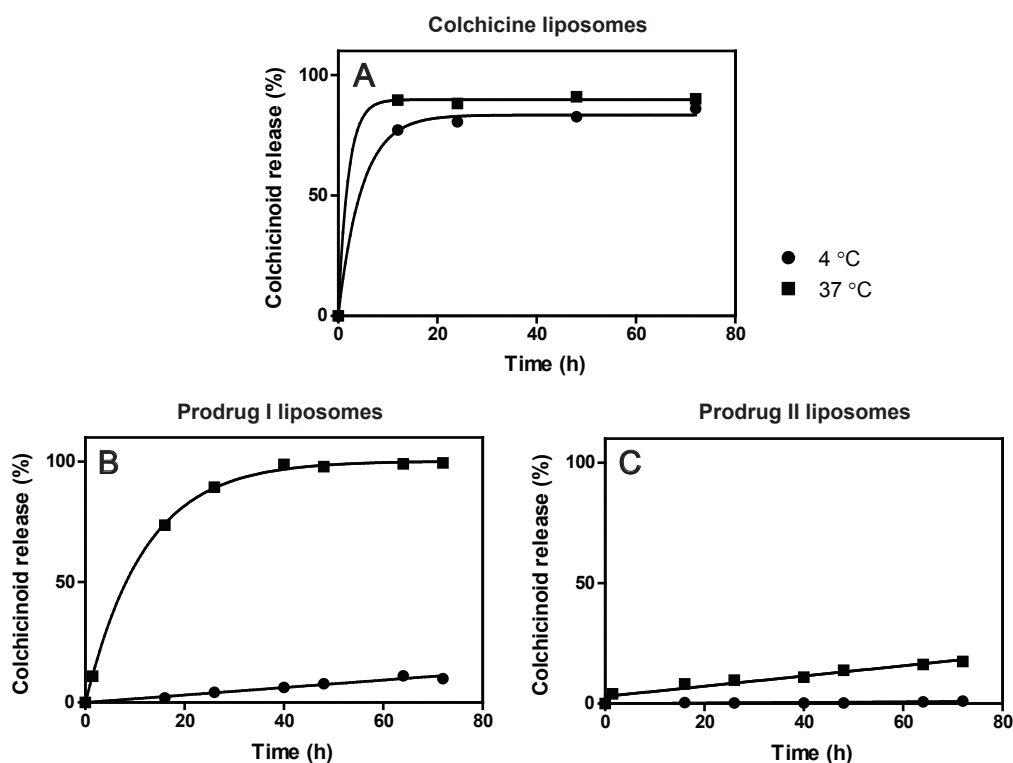 Colchicine liposomes
A
Colchicinoid release (%)
100
50
0
0 20 40 60 80
Time (h)
4 °C
37 °C
Prodrug I liposomes
B
Colchicinoid release (%)
100
50
0
0 20 40 60 80
Time (h)
Prodrug II liposomes
C
Colchicinoid release (%)
100
50
0
0 20 40 60 80
Time (h)